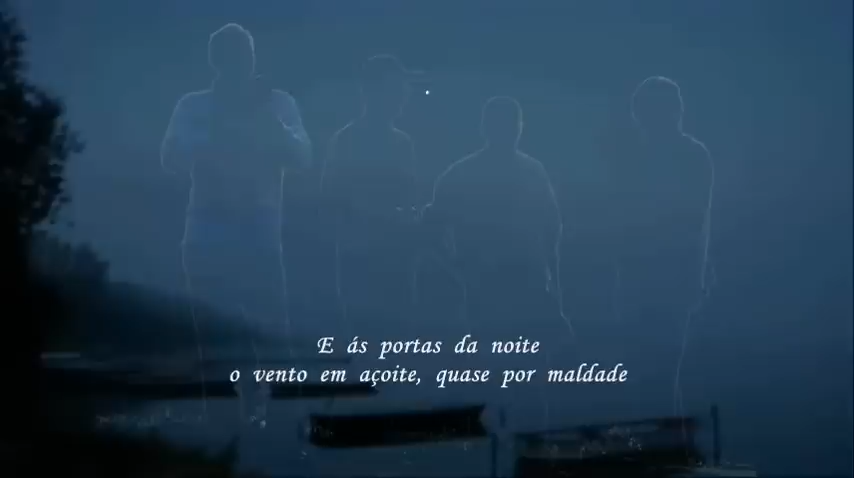 E ás portas da noite
o vento em açoite, quase por maldade